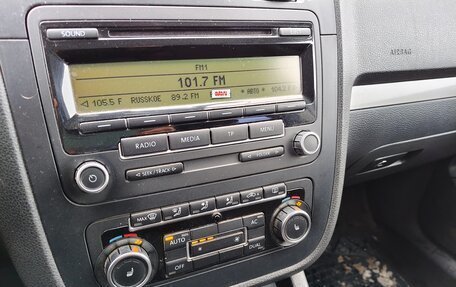 SOUND
FM1
101.7 FM
105.5 F RUSSKOE 89.2 FM * АВТО *
RADIO MEDIA TP MENU
SEEK / TRACK
AIRBAG
MAX
AUTO AC
OFF DUAL